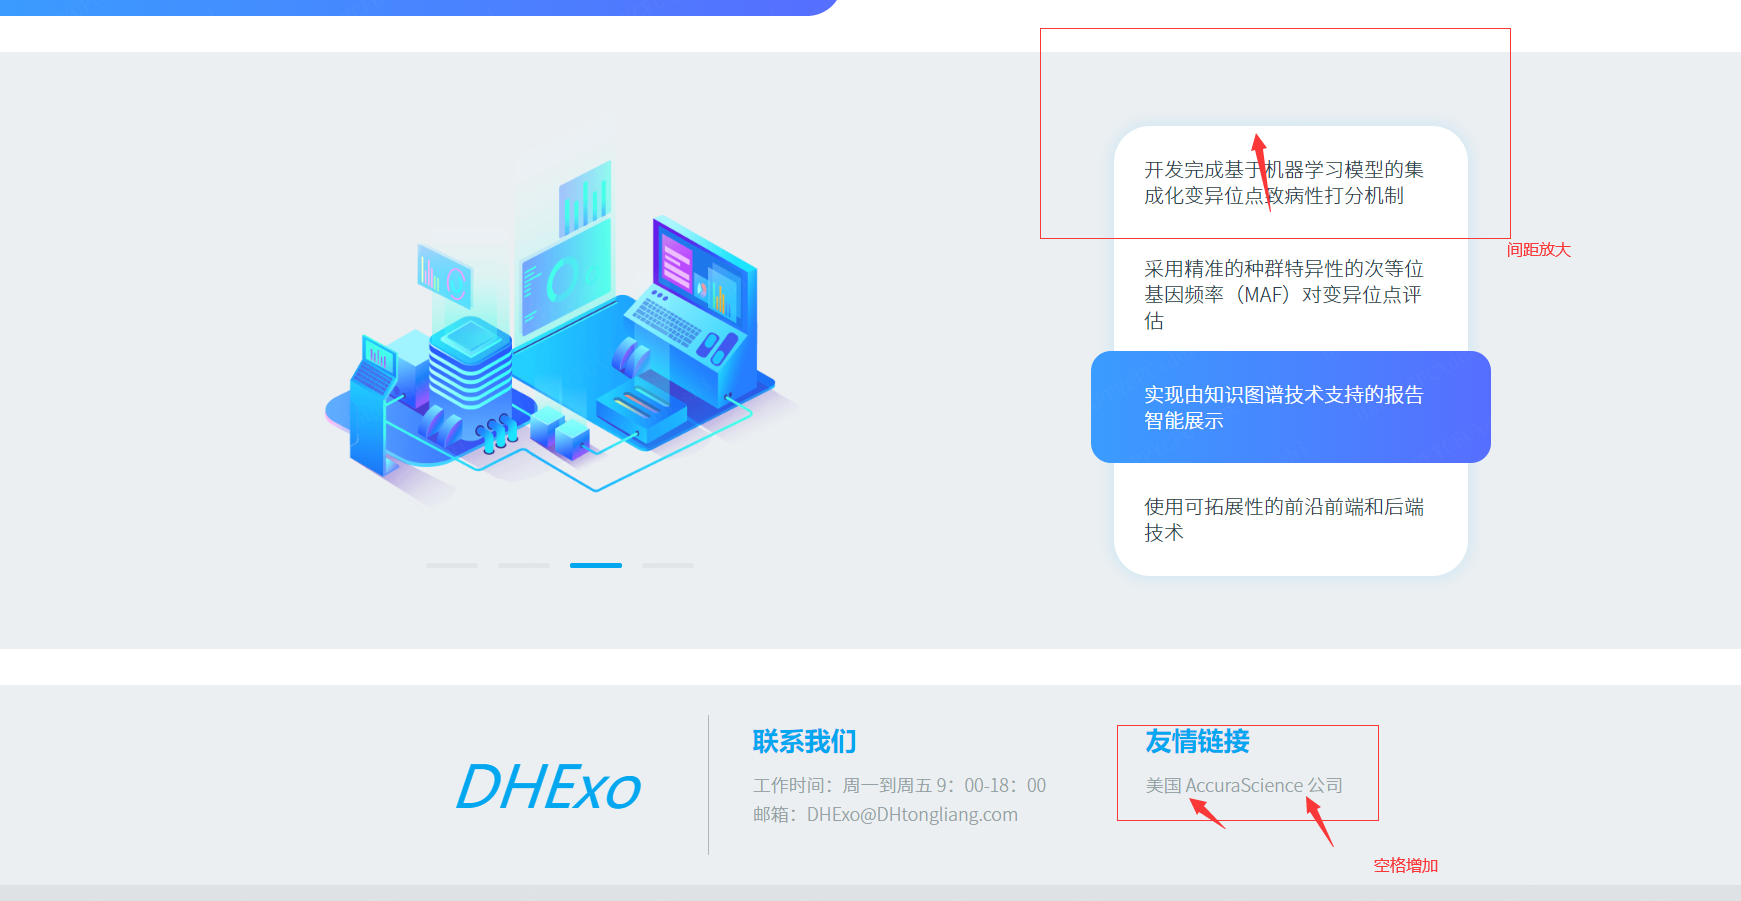 开发完成基于机器学习模型的集
成化变异位点致病性打分机制
间距放大
采用精准的种群特异性的次等位
基因频率（MAF）对变异位点评
估
实现由知识图谱技术支持的报告
智能展示
使用可拓展性的前沿前端和后端
技术
DHExo
联系我们
工作时间：周一到周五 9：00-18：00
邮箱：DHExo@DHtongliang.com
友情链接
美国 AccuraScience 公司
空格增加